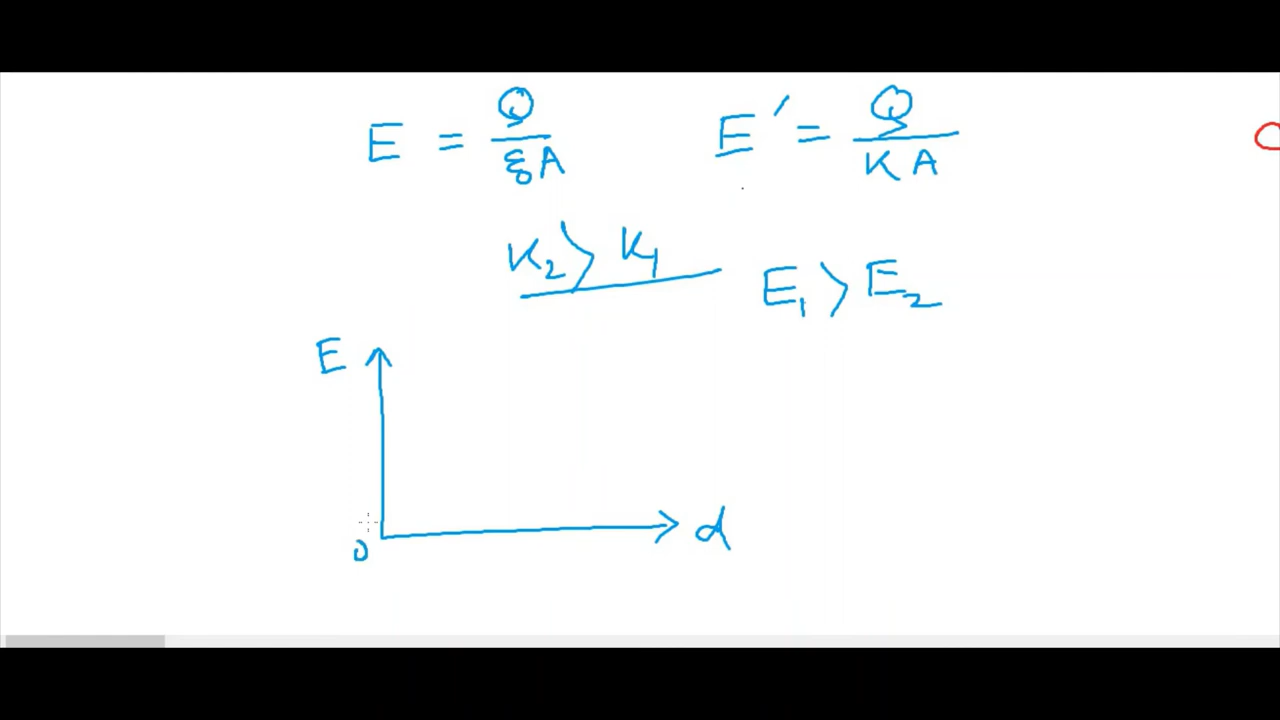 E = Q/ε₀A E′ = Q/KA
K₂ > K₁
E₁ > E₂
E
0 d